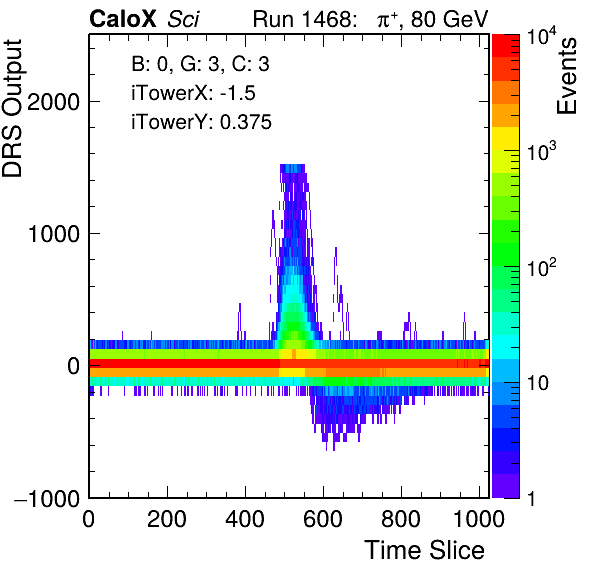 CaloX Sci Run 1468: π⁺, 80 GeV
B: 0, G: 3, C: 3
iTowerX: -1.5
iTowerY: 0.375
DRS Output
2000
1000
0
−1000
0 200 400 600 800 1000
Time Slice
Events
10⁴
10³
10²
10
1